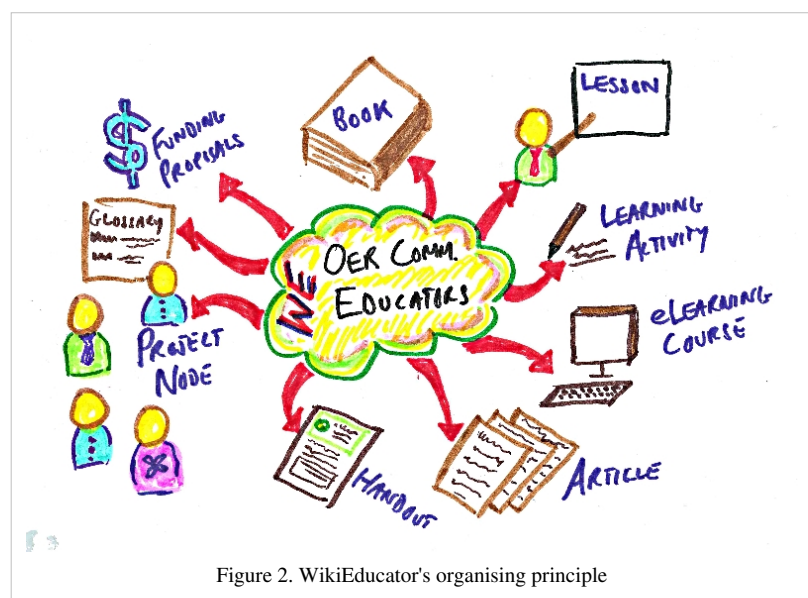 FUNDING
PROPOSALS
BOOK
LESSON
GLOSSARY
LEARNING
ACTIVITY
WE
OER COMM.
EDUCATORS
eLEARNING
COURSE
PROJECT
NODE
HANDOUT
ARTICLE
Figure 2. WikiEducator's organising principle